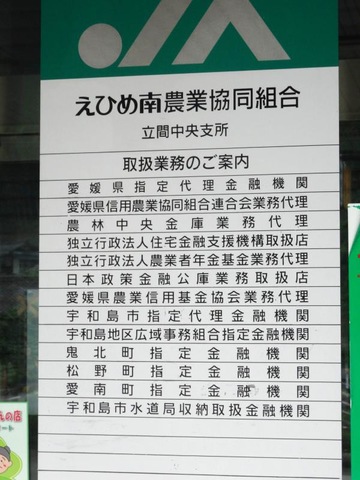 JA
えひめ南農業協同組合
立間中央支所
取扱業務のご案内
愛媛県指定代理金融機関
愛媛県信用農業協同組合連合会業務代理
農林中央金庫業務代理
独立行政法人住宅金融支援機構取扱店
独立行政法人農業者年金基金業務代理
日本政策金融公庫業務取扱店
愛媛県農業信用基金協会業務代理
宇和島市指定代理金融機関
宇和島地区広域事務組合指定金融機関
鬼北町指定金融機関
松野町指定金融機関
愛南町指定金融機関
宇和島市水道局収納取扱金融機関